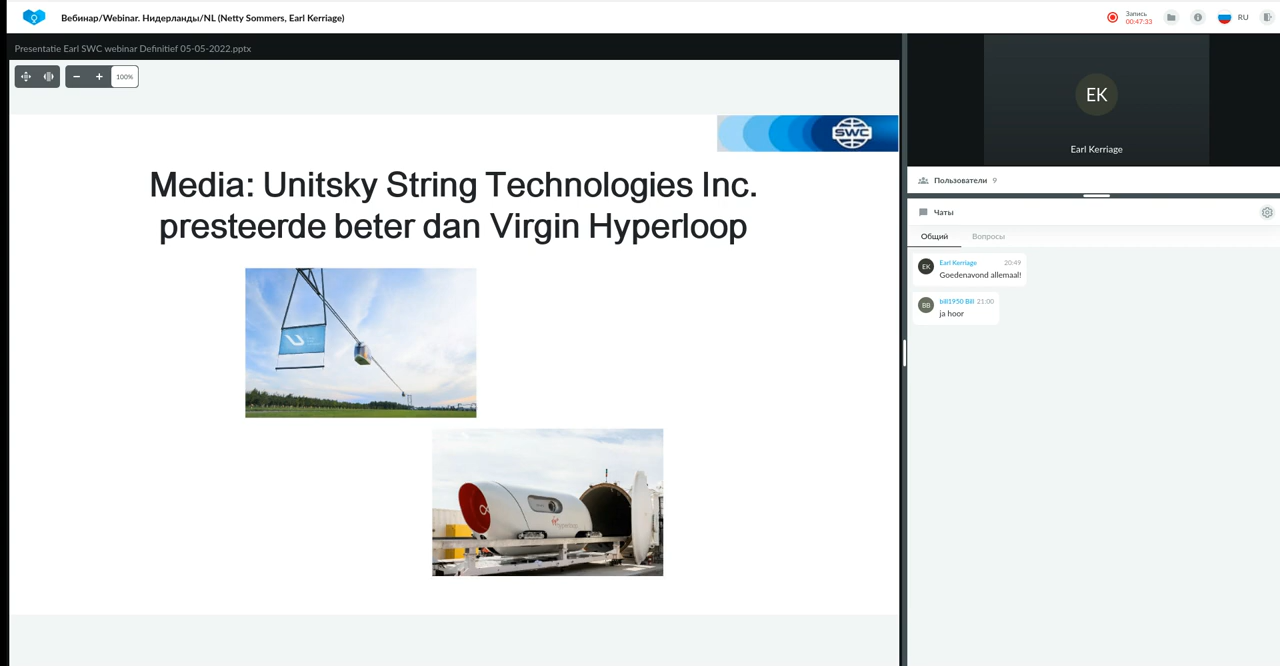 Вебинар/Webinar. Нидерланды/NL (Netty Sommers, Earl Kerriage)
Запись
00:47:33
RU
Presentatie Earl SWC webinar Definitief 05-05-2022.pptx
100%
SWC
Media: Unitsky String Technologies Inc.
presteerde beter dan Virgin Hyperloop
EK
Earl Kerriage
Пользователи 9
Чаты
Общий Вопросы
EK Earl Kerriage 20:49
Goedenavond allemaal!
BB bill1950 Bill 21:00
ja hoor